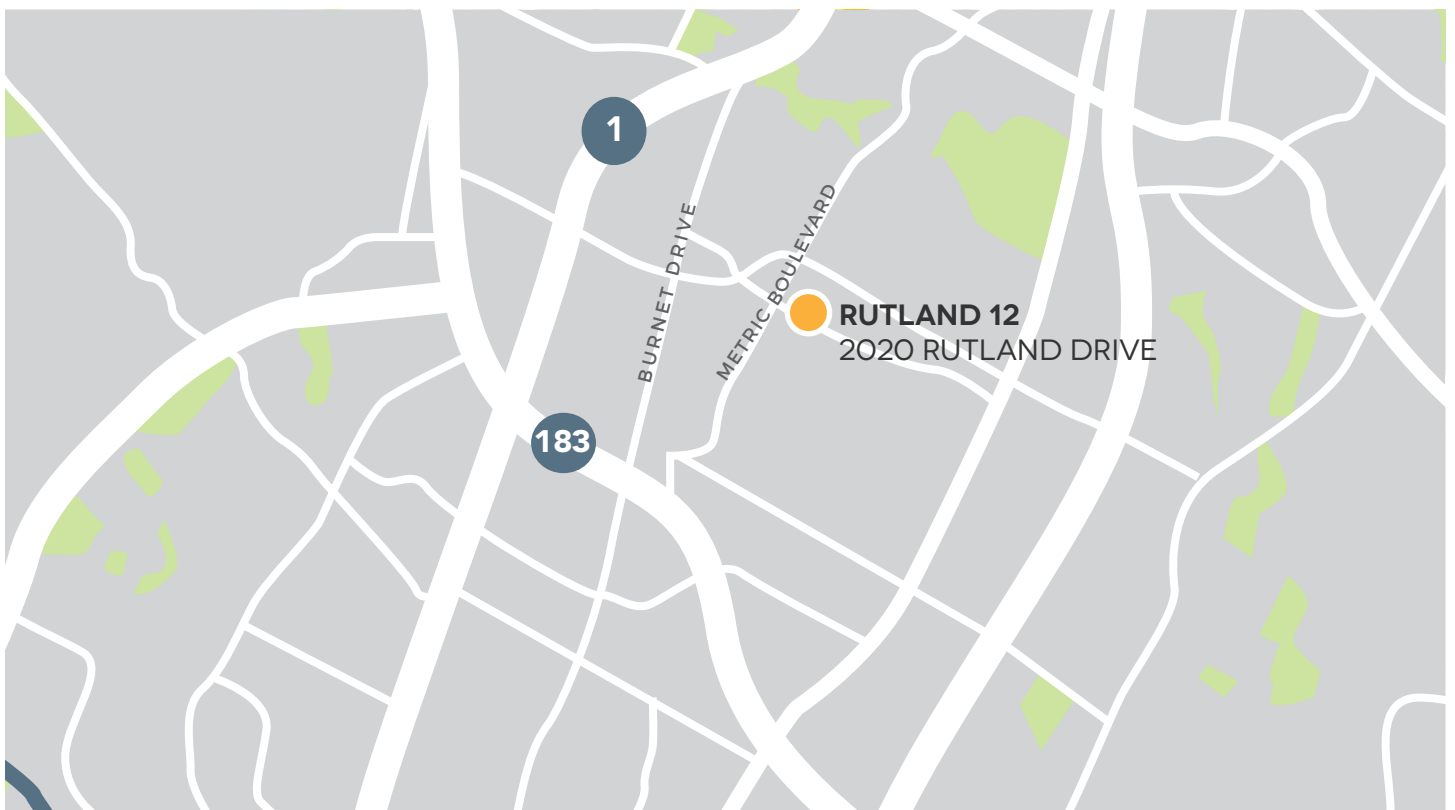 1
BURNET DRIVE
METRIC BOULEVARD
RUTLAND 12
2020 RUTLAND DRIVE
183